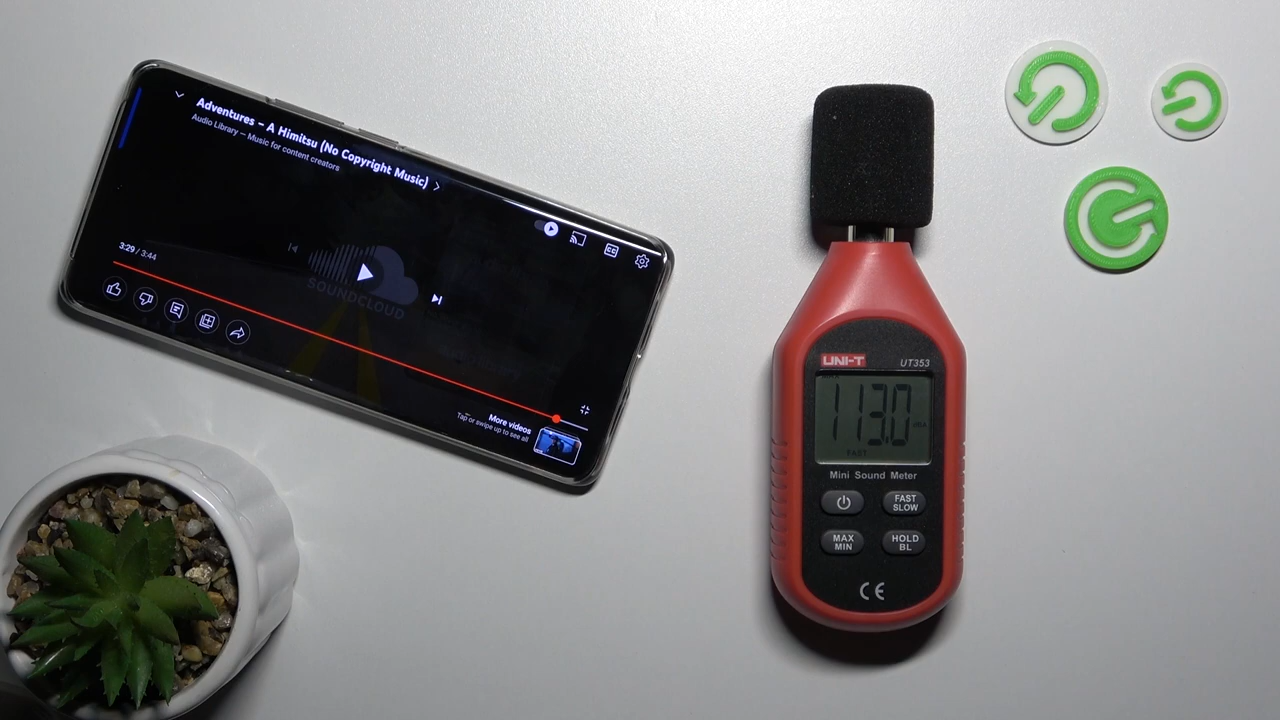 Adventures – A Himitsu (No Copyright Music)
Audio Library — Music for content creators
CC
3:29 / 3:44
SOUNDCLOUD
More videos
Tap or swipe up to see all
UNI-T UT353
113.0 dBA
FAST
Mini Sound Meter
FAST
SLOW
MAX
MIN
HOLD
BL
CE